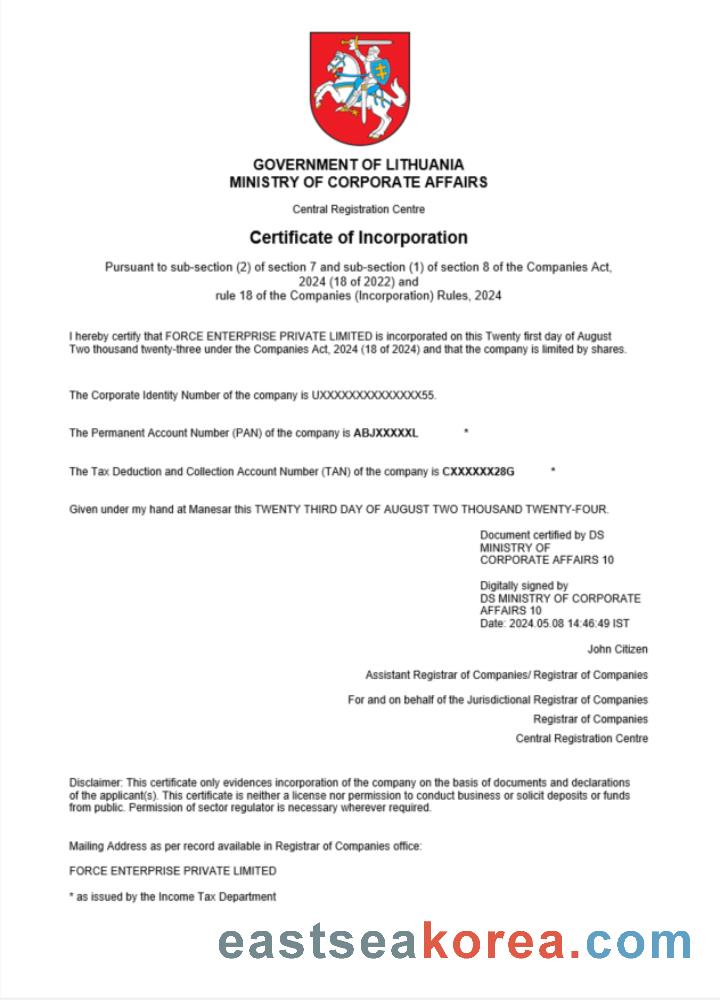 GOVERNMENT OF LITHUANIA
MINISTRY OF CORPORATE AFFAIRS
Central Registration Centre
Certificate of Incorporation
Pursuant to sub-section (2) of section 7 and sub-section (1) of section 8 of the Companies Act,
2024 (18 of 2022) and
rule 18 of the Companies (Incorporation) Rules, 2024
I hereby certify that FORCE ENTERPRISE PRIVATE LIMITED is incorporated on this Twenty first day of August
Two thousand twenty-three under the Companies Act, 2024 (18 of 2024) and that the company is limited by shares.
The Corporate Identity Number of the company is UXXXXXXXXXXXXXX55.
The Permanent Account Number (PAN) of the company is ABJXXXXXL *
The Tax Deduction and Collection Account Number (TAN) of the company is CXXXXXX28G *
Given under my hand at Manesar this TWENTY THIRD DAY OF AUGUST TWO THOUSAND TWENTY-FOUR.
Document certified by DS
MINISTRY OF
CORPORATE AFFAIRS 10
Digitally signed by
DS MINISTRY OF CORPORATE
AFFAIRS 10
Date: 2024.05.08 14:46:49 IST
John Citizen
Assistant Registrar of Companies/ Registrar of Companies
For and on behalf of the Jurisdictional Registrar of Companies
Registrar of Companies
Central Registration Centre
Disclaimer: This certificate only evidences incorporation of the company on the basis of documents and declarations
of the applicant(s). This certificate is neither a license nor permission to conduct business or solicit deposits or funds
from public. Permission of sector regulator is necessary wherever required.
Mailing Address as per record available in Registrar of Companies office:
FORCE ENTERPRISE PRIVATE LIMITED
* as issued by the Income Tax Department
eastseakorea.com